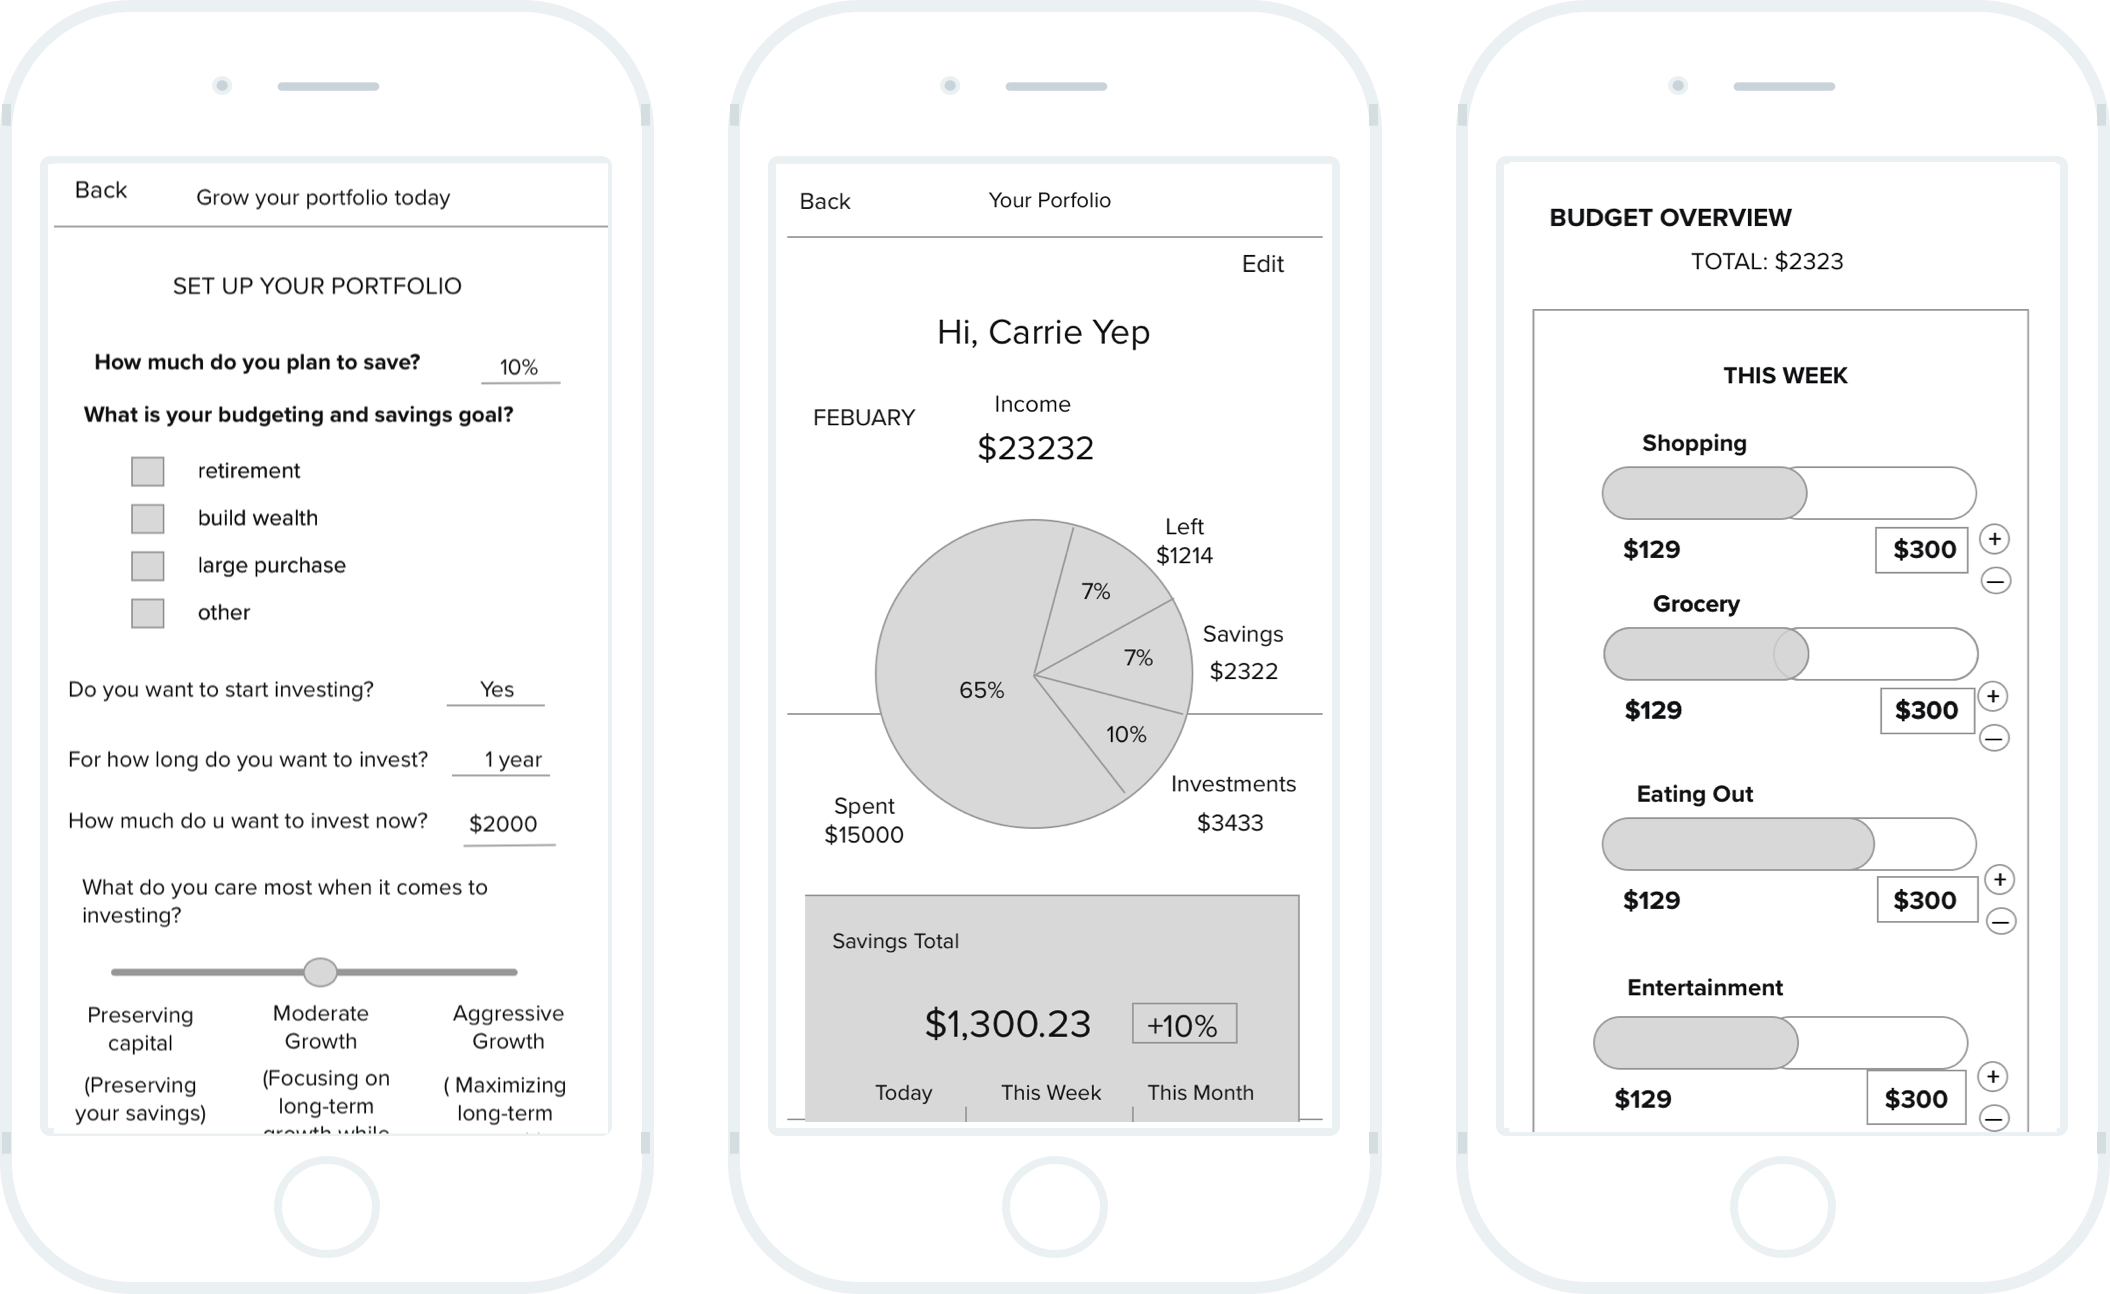 Back
Grow your portfolio today
SET UP YOUR PORTFOLIO
How much do you plan to save?
10%
What is your budgeting and savings goal?
retirement
build wealth
large purchase
other
Do you want to start investing?
Yes
For how long do you want to invest?
1 year
How much do u want to invest now?
$2000
What do you care most when it comes to
investing?
Preserving
capital
(Preserving
your savings)
Moderate
Growth
(Focusing on
long-term
growth while
Aggressive
Growth
( Maximizing
long-term
Back
Your Porfolio
Edit
Hi, Carrie Yep
FEBUARY
Income
$23232
Left
$1214
7%
Savings
$2322
7%
65%
10%
Investments
$3433
Spent
$15000
Savings Total
$1,300.23
+10%
Today
This Week
This Month
BUDGET OVERVIEW
TOTAL: $2323
THIS WEEK
Shopping
$129
$300
+
–
Grocery
$129
$300
+
–
Eating Out
$129
$300
+
–
Entertainment
$129
$300
+
–